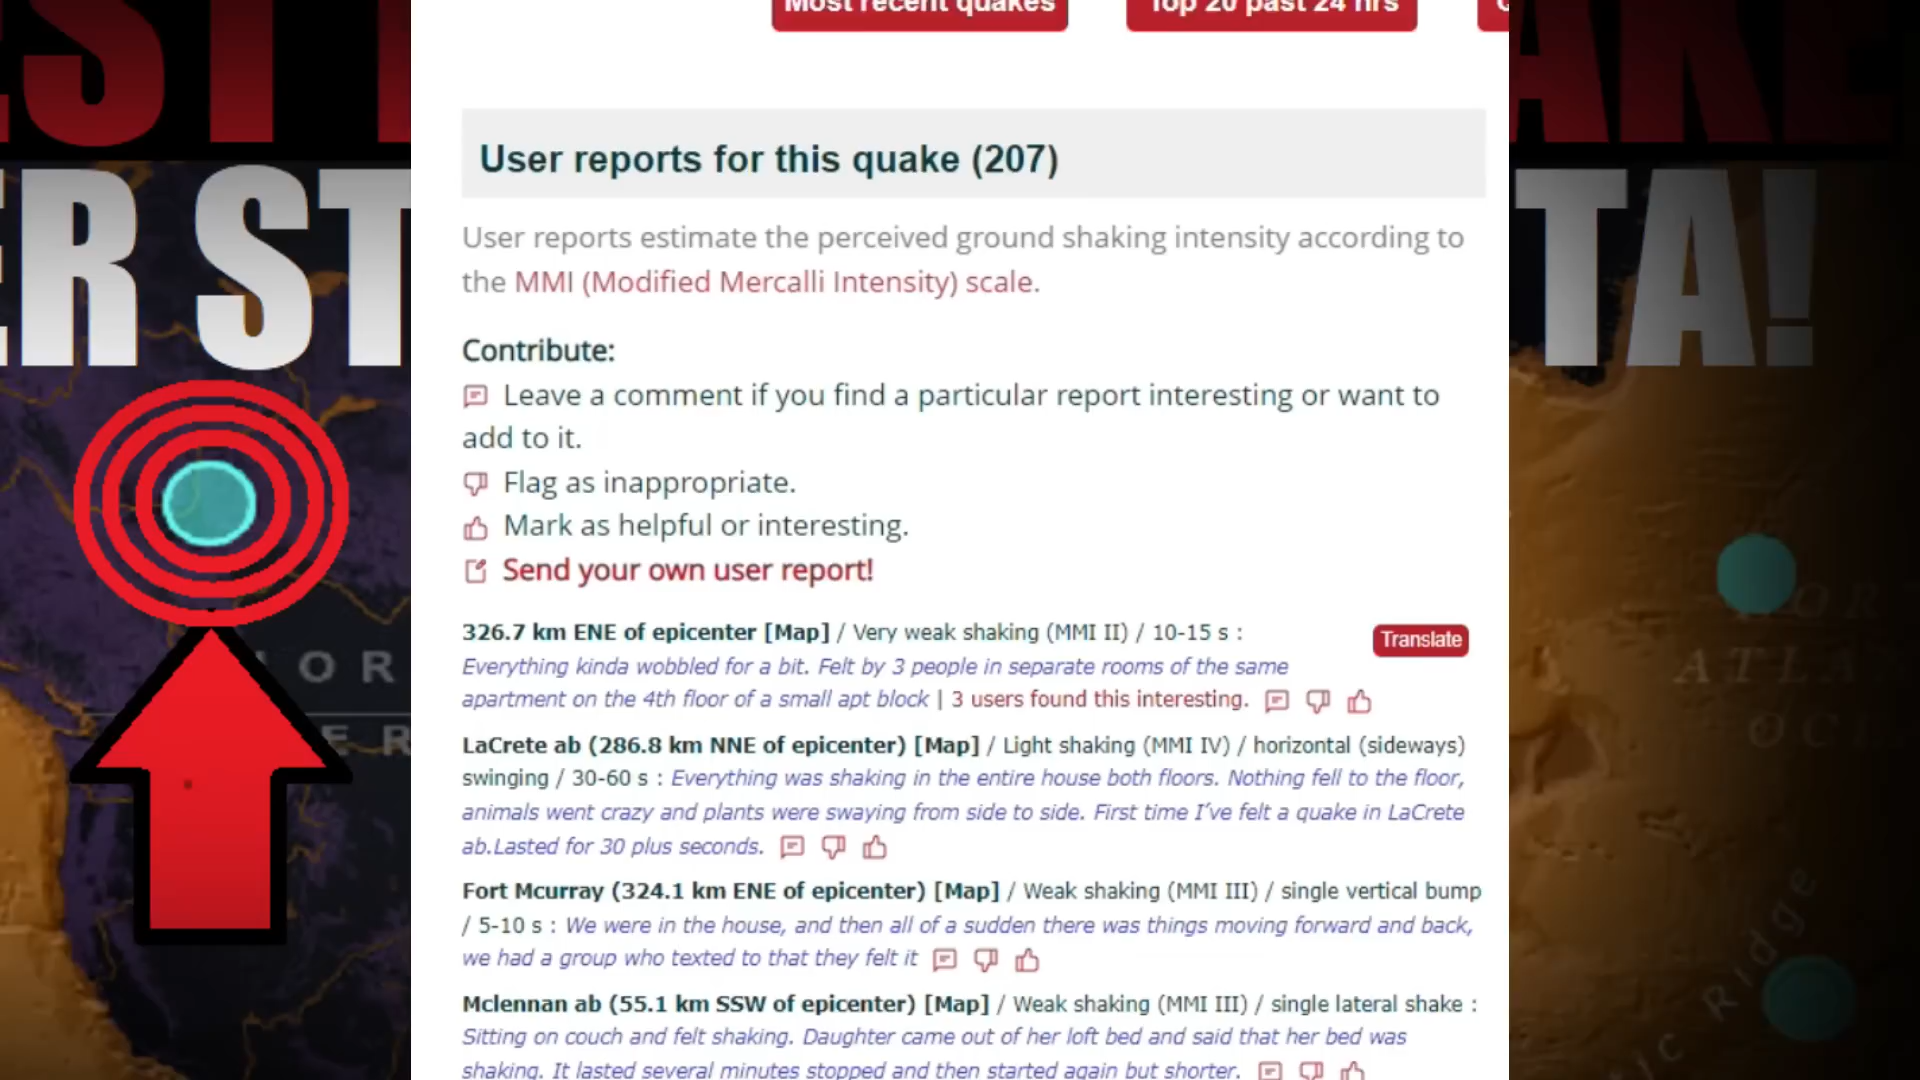 Most recent quakes
Top 20 past 24 hrs
EST
AKE
ER ST
TA!
User reports for this quake (207)
User reports estimate the perceived ground shaking intensity according to
the MMI (Modified Mercalli Intensity) scale.
Contribute:
Leave a comment if you find a particular report interesting or want to
add to it.
Flag as inappropriate.
Mark as helpful or interesting.
Send your own user report!
326.7 km ENE of epicenter [Map] / Very weak shaking (MMI II) / 10-15 s :
Translate
Everything kinda wobbled for a bit. Felt by 3 people in separate rooms of the same
apartment on the 4th floor of a small apt block | 3 users found this interesting.
LaCrete ab (286.8 km NNE of epicenter) [Map] / Light shaking (MMI IV) / horizontal (sideways)
swinging / 30-60 s : Everything was shaking in the entire house both floors. Nothing fell to the floor,
animals went crazy and plants were swaying from side to side. First time I've felt a quake in LaCrete
ab.Lasted for 30 plus seconds.
Fort Mcurray (324.1 km ENE of epicenter) [Map] / Weak shaking (MMI III) / single vertical bump
/ 5-10 s : We were in the house, and then all of a sudden there was things moving forward and back,
we had a group who texted to that they felt it
Mclennan ab (55.1 km SSW of epicenter) [Map] / Weak shaking (MMI III) / single lateral shake :
Sitting on couch and felt shaking. Daughter came out of her loft bed and said that her bed was
shaking. It lasted several minutes stopped and then started again but shorter.
OR
ER
OR
ATLA
OC
ic Ridge